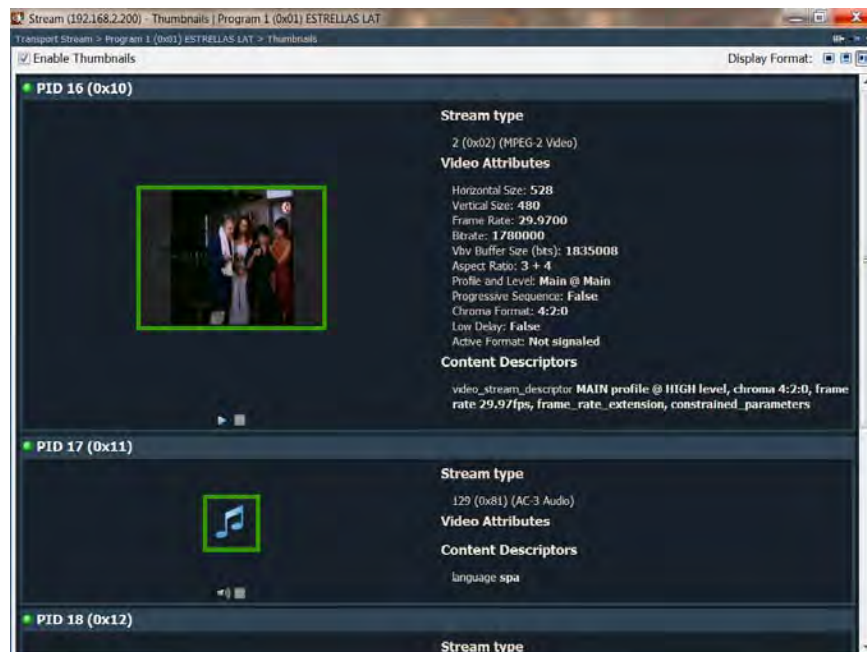 Stream (192.168.2.200) - Thumbnails | Program 1 (0x01) ESTRELLAS LAT
Transport Stream > Program 1 (0x01) ESTRELLAS LAT > Thumbnails
Enable Thumbnails
Display Format:
PID 16 (0x10)
Stream type
2 (0x02) (MPEG-2 Video)
Video Attributes
Horizontal Size: 528
Vertical Size: 480
Frame Rate: 29.9700
Bitrate: 1780000
Vbv Buffer Size (bits): 1835008
Aspect Ratio: 3 + 4
Profile and Level: Main @ Main
Progressive Sequence: False
Chroma Format: 4:2:0
Low Delay: False
Active Format: Not signaled
Content Descriptors
video_stream_descriptor MAIN profile @ HIGH level, chroma 4:2:0, frame
rate 29.97fps, frame_rate_extension, constrained_parameters
PID 17 (0x11)
Stream type
129 (0x81) (AC-3 Audio)
Video Attributes
Content Descriptors
language spa
PID 18 (0x12)
Stream type